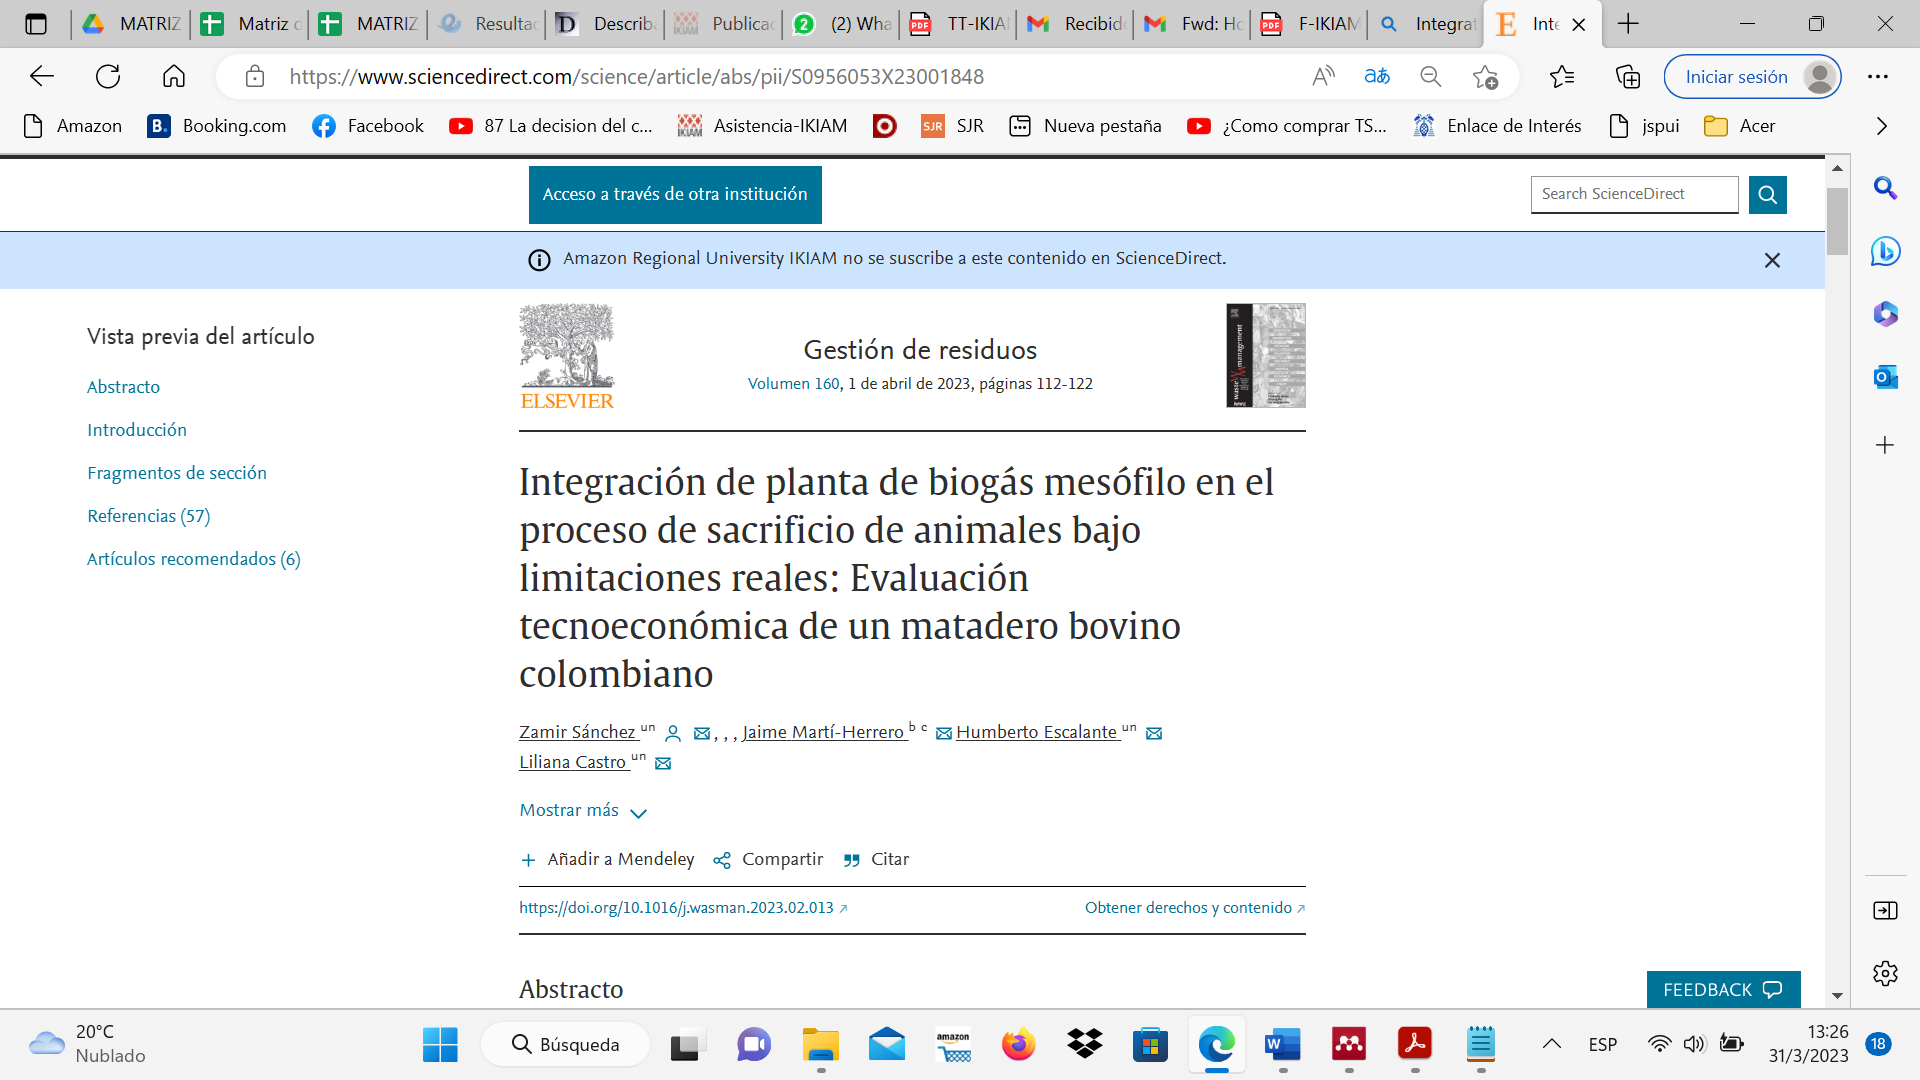 MATRIZ
Matriz d
MATRIZ
Resultad
Describa
Publicac
(2) Wha
TT-IKIA
Recibido
Fwd: Ho
F-IKIAM
Integrat
Inte
https://www.sciencedirect.com/science/article/abs/pii/S0956053X23001848
Iniciar sesión
Amazon
Booking.com
Facebook
87 La decision del c...
Asistencia-IKIAM
SJR
Nueva pestaña
¿Como comprar TS...
Enlace de Interés
jspui
Acer
Acceso a través de otra institución
Search ScienceDirect
Amazon Regional University IKIAM no se suscribe a este contenido en ScienceDirect.
Vista previa del artículo
Abstracto
Introducción
Fragmentos de sección
Referencias (57)
Artículos recomendados (6)
ELSEVIER
Gestión de residuos
Volumen 160, 1 de abril de 2023, páginas 112-122
waste management
Integración de planta de biogás mesófilo en el
proceso de sacrificio de animales bajo
limitaciones reales: Evaluación
tecnoeconómica de un matadero bovino
colombiano
Zamir Sánchez un , , , Jaime Martí-Herrero b c Humberto Escalante un
Liliana Castro un
Mostrar más
Añadir a Mendeley Compartir Citar
https://doi.org/10.1016/j.wasman.2023.02.013
Obtener derechos y contenido
Abstracto
FEEDBACK
20°C
Nublado
Búsqueda
amazon
ESP
13:26
31/3/2023
18